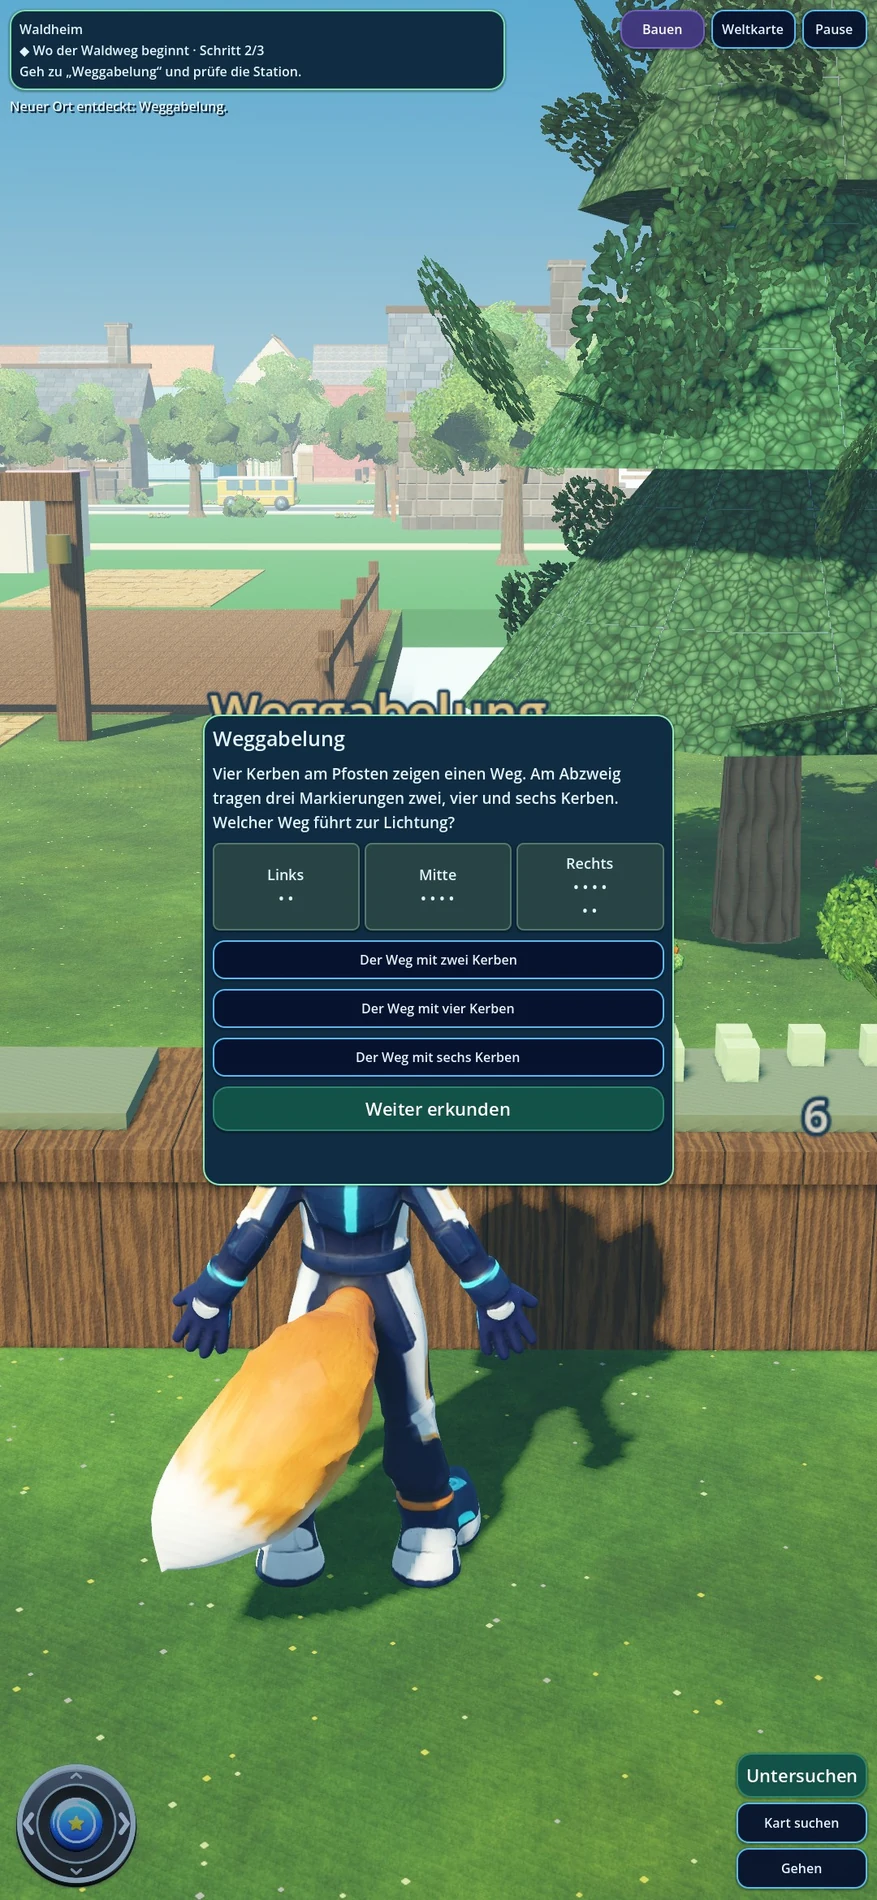 Waldheim
◆ Wo der Waldweg beginnt · Schritt 2/3
Geh zu „Weggabelung“ und prüfe die Station.
Bauen
Weltkarte
Pause
Neuer Ort entdeckt: Weggabelung.
Weggabelung
Weggabelung
Vier Kerben am Pfosten zeigen einen Weg. Am Abzweig
tragen drei Markierungen zwei, vier und sechs Kerben.
Welcher Weg führt zur Lichtung?
Links
••
Mitte
••••
Rechts
••••
••
Der Weg mit zwei Kerben
Der Weg mit vier Kerben
Der Weg mit sechs Kerben
Weiter erkunden
6
Untersuchen
Kart suchen
Gehen